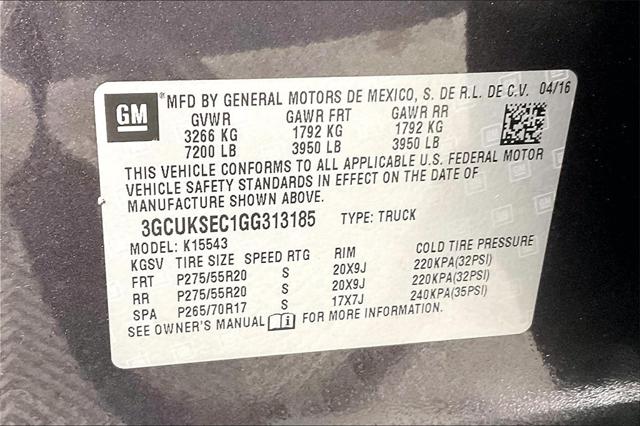 GM ® MFD BY GENERAL MOTORS DE MEXICO, S. DE R.L. DE C.V. 04/16
GVWR GAWR FRT GAWR RR
3266 KG 1792 KG 1792 KG
7200 LB 3950 LB 3950 LB
THIS VEHICLE CONFORMS TO ALL APPLICABLE U.S. FEDERAL MOTOR
VEHICLE SAFETY STANDARDS IN EFFECT ON THE DATE OF
MANUFACTURE SHOWN ABOVE.
3GCUKSEC1GG313185 TYPE: TRUCK
MODEL: K15543
KGSV TIRE SIZE SPEED RTG RIM COLD TIRE PRESSURE
FRT P275/55R20 S 20X9J 220KPA(32PSI)
RR P275/55R20 S 20X9J 220KPA(32PSI)
SPA P265/70R17 S 17X7J 240KPA(35PSI)
SEE OWNER'S MANUAL i FOR MORE INFORMATION.